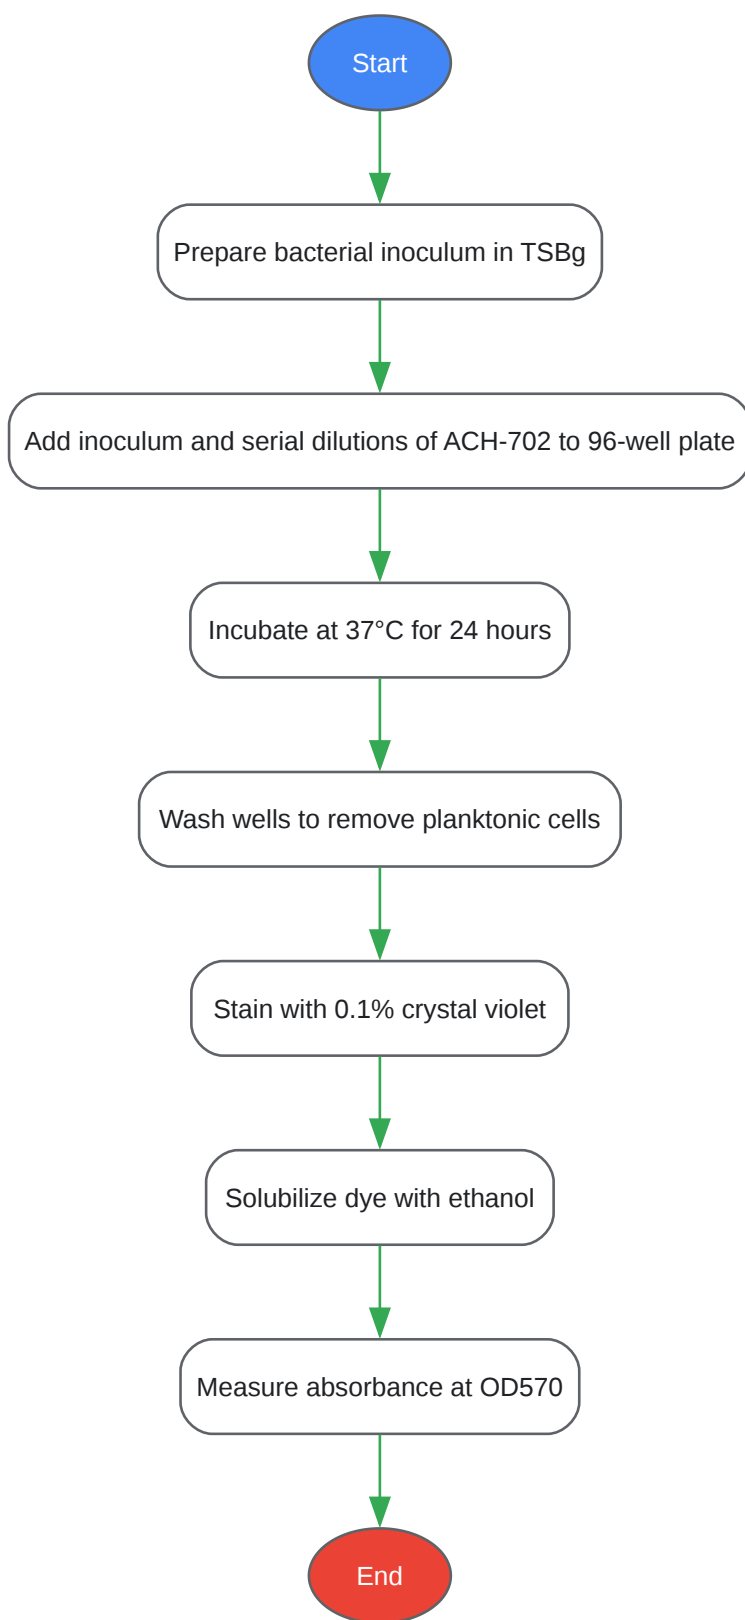 Start
Prepare bacterial inoculum in TSBg
Add inoculum and serial dilutions of ACH-702 to 96-well plate
Incubate at 37°C for 24 hours
Wash wells to remove planktonic cells
Stain with 0.1% crystal violet
Solubilize dye with ethanol
Measure absorbance at OD570
End